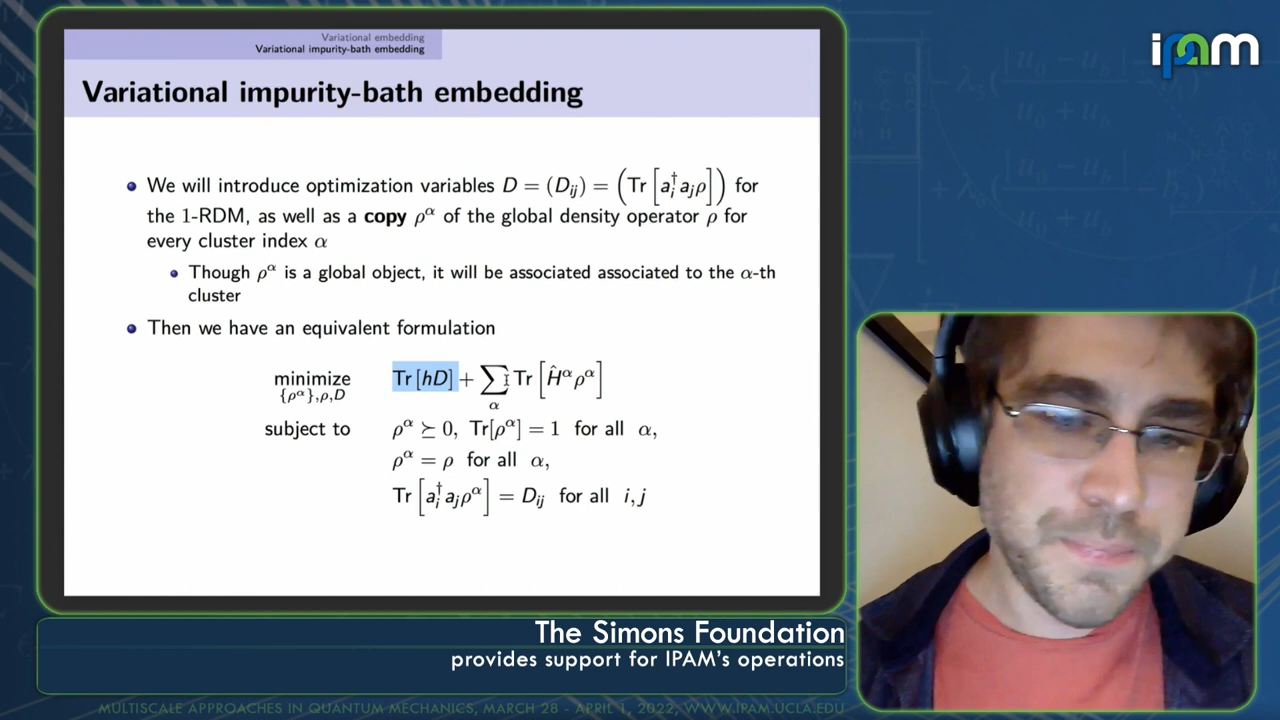 Variational embedding
Variational impurity-bath embedding
ipam
Variational impurity-bath embedding
We will introduce optimization variables D = (D_ij) = (Tr [a_i^† a_j ρ]) for
the 1-RDM, as well as a copy ρ^α of the global density operator ρ for
every cluster index α
Though ρ^α is a global object, it will be associated associated to the α-th
cluster
Then we have an equivalent formulation
minimize Tr [hD] + ∑ Tr [Ĥ^α ρ^α]
{ρ^α},ρ,D α
subject to ρ^α ⪰ 0, Tr[ρ^α] = 1 for all α,
ρ^α = ρ for all α,
Tr [a_i^† a_j ρ^α] = D_ij for all i,j
The Simons Foundation
provides support for IPAM's operations
MULTISCALE APPROACHES IN QUANTUM MECHANICS, MARCH 28 - APRIL 1, 2022, WWW.IPAM.UCLA.EDU